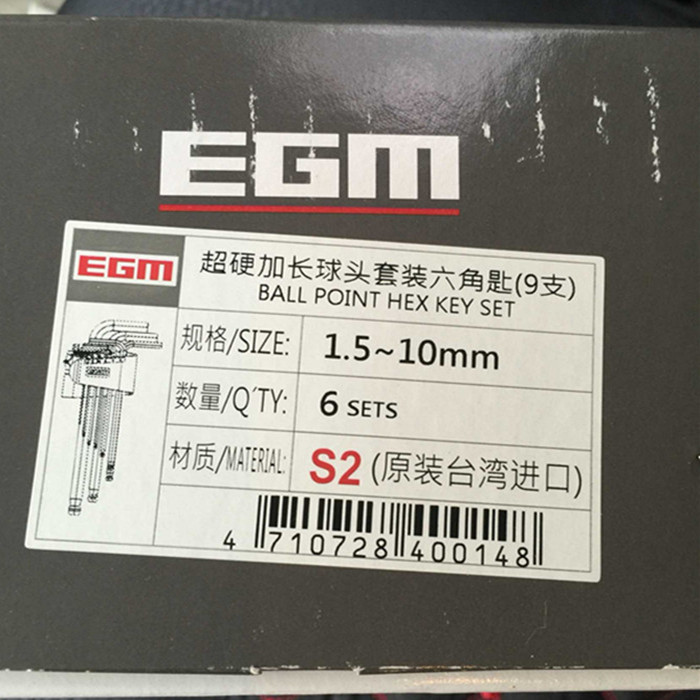 EGM
EGM
超硬加长球头套装六角匙(9支)
BALL POINT HEX KEY SET
规格/SIZE: 1.5~10mm
数量/Q'TY: 6 SETS
材质/MATERIAL: S2 (原装台湾进口)
4 710728 400148